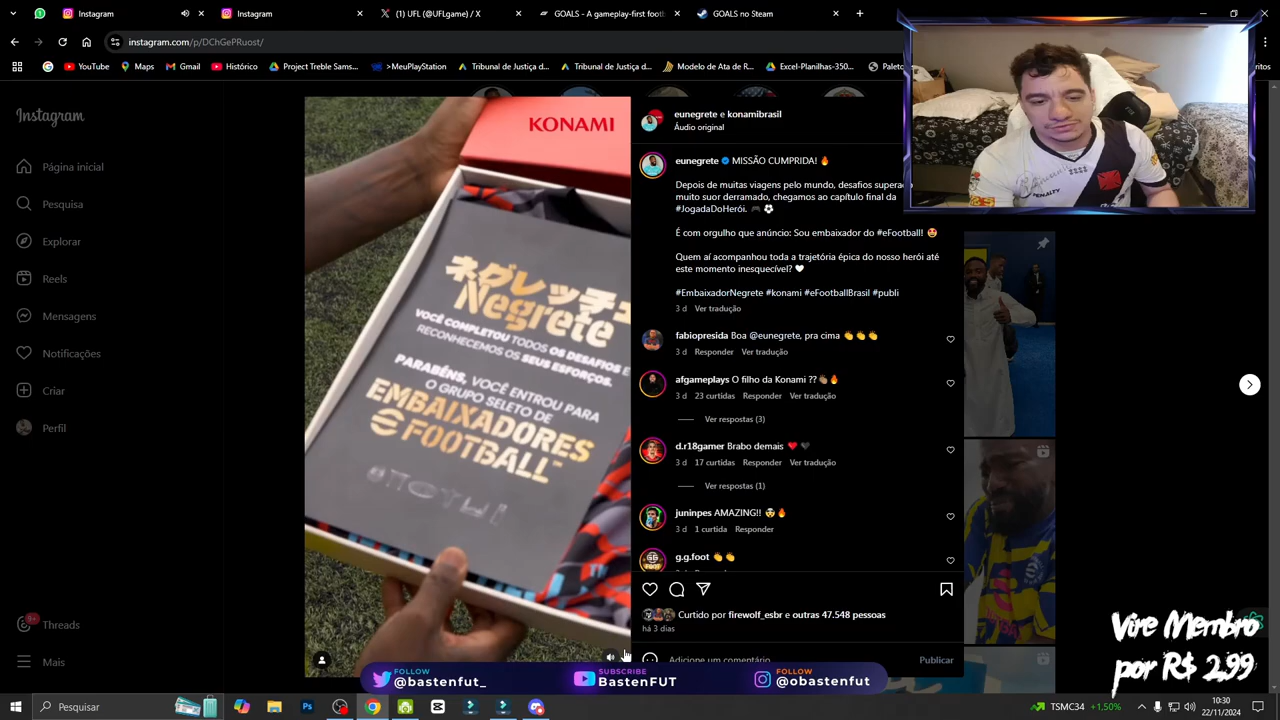 Instagram
Instagram
(1) UFL (@UFLgame) / X
GOALS - A gameplay-first footb
GOALS on Steam
instagram.com/p/DChGePRuost/
YouTube
Maps
Gmail
Histórico
Project Treble Sams...
>MeuPlayStation
Tribunal de Justiça d...
Tribunal de Justiça d...
Modelo de Ata de R...
Excel-Planilhas-350...
Instagram
Página inicial
Pesquisa
Explorar
Reels
Mensagens
Notificações
Criar
Perfil
9+
Threads
Mais
KONAMI
ネグレッチ
Negrete
VOCÊ COMPLETOU TODOS OS DESAFIOS E
RECONHECEMOS OS SEUS ESFORÇOS.
PARABÉNS, VOCÊ ENTROU PARA
O GRUPO SELETO DE
EMBAIXADORES
FOOTBALL™
eunegrete e konamibrasil
Áudio original
eunegrete MISSÃO CUMPRIDA! 🔥
Depois de muitas viagens pelo mundo, desafios supera
muito suor derramado, chegamos ao capítulo final da
#JogadaDoHerói. 🎮 ⚽
É com orgulho que anúncio: Sou embaixador do #eFootball! 🤩
Quem aí acompanhou toda a trajetória épica do nosso herói até
este momento inesquecível? 🤍
#EmbaixadorNegrete #konami #eFootballBrasil #publi
3 d Ver tradução
fabiopresida Boa @eunegrete, pra cima 👏👏👏
3 d Responder Ver tradução
afgameplays O filho da Konami ??👏🏽🔥
3 d 23 curtidas Responder Ver tradução
Ver respostas (3)
d.r18gamer Brabo demais ❤️🖤
3 d 17 curtidas Responder Ver tradução
Ver respostas (1)
juninpes AMAZING!! 🤯🔥
3 d 1 curtida Responder
g.g.foot 👏👏
Curtido por firewolf_esbr e outras 47.548 pessoas
há 3 dias
Adicione um comentário...
Publicar
PENALTY
FOLLOW
@bastenfut_
SUBSCRIBE
BastenFUT
FOLLOW
@obastenfut
Vire Membro
por R$ 2,99
Pesquisar
TSMC34 +1,50%
10:30
22/11/2024